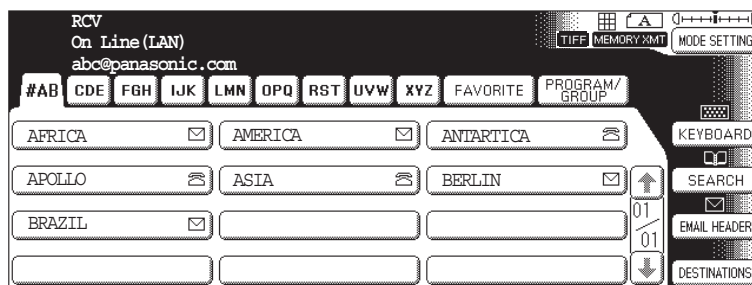 RCV
On Line(LAN)
abc@panasonic.com
A
TIFF MEMORY XMT MODE SETTING
#AB CDE FGH IJK LMN OPQ RST UVW XYZ FAVORITE PROGRAM/GROUP
KEYBOARD
AFRICA AMERICA ANTARTICA
SEARCH
APOLLO ASIA BERLIN
EMAIL HEADER
BRAZIL
01/01
DESTINATIONS